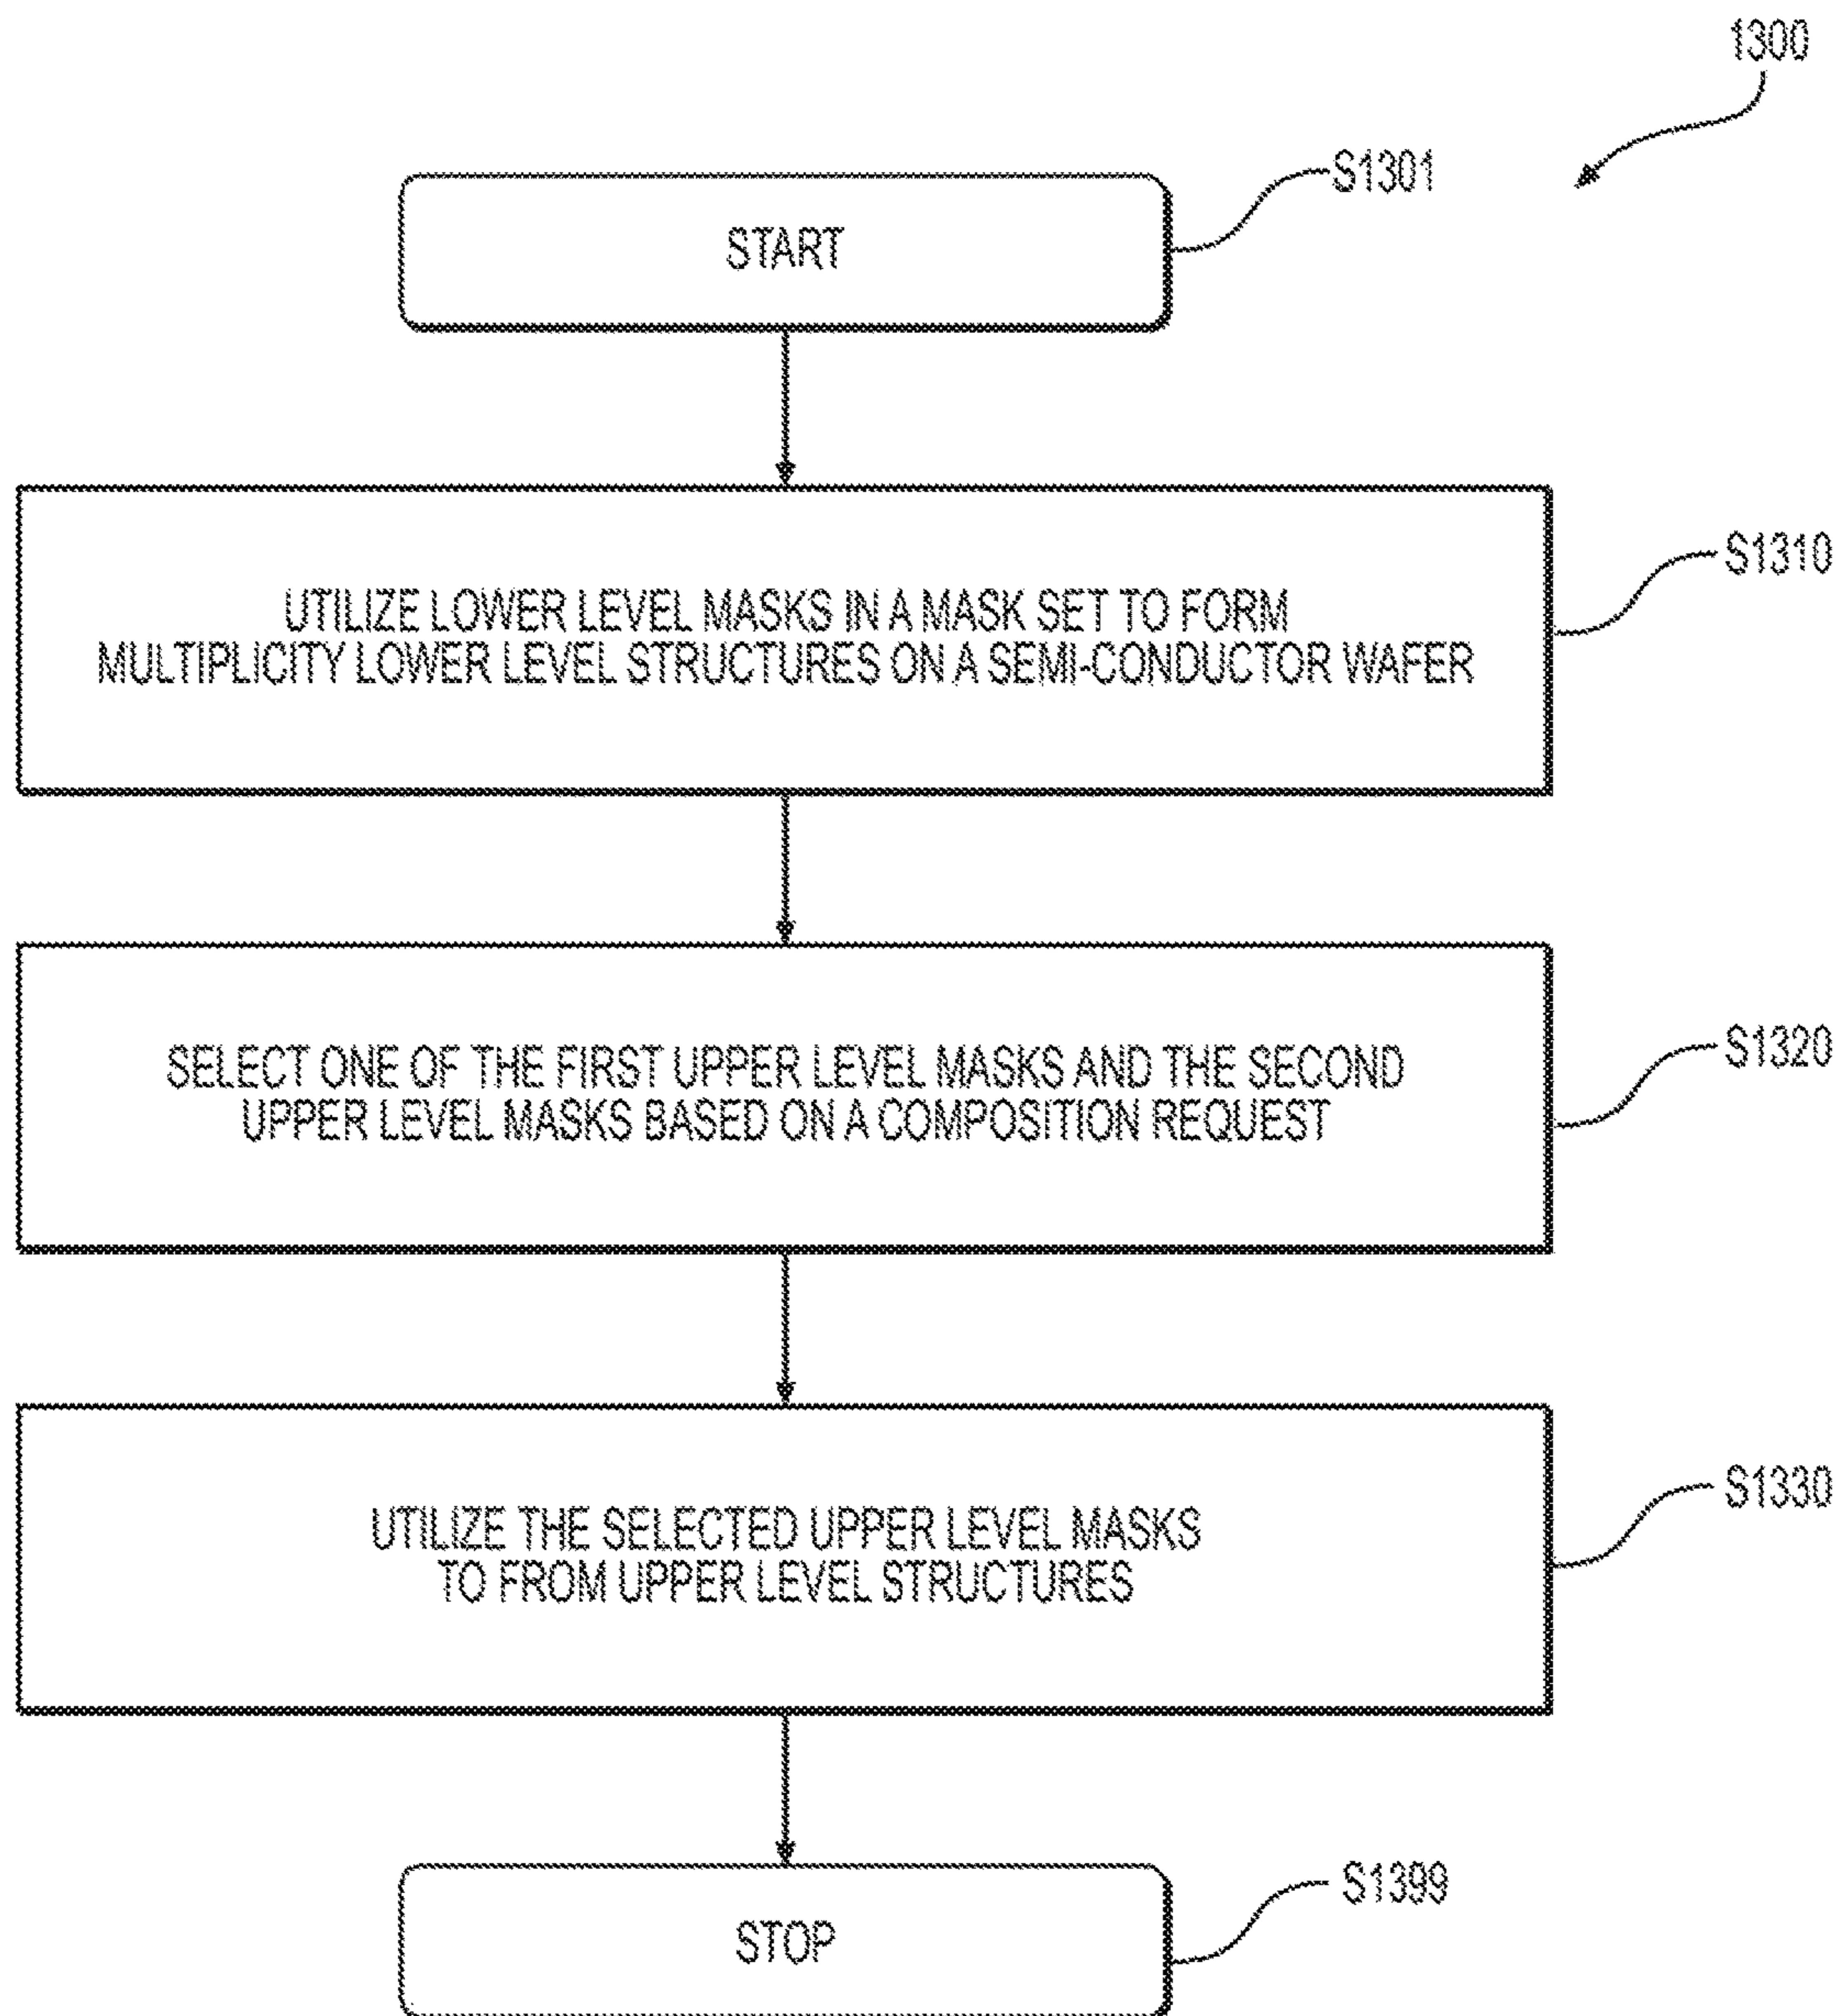 1300
S1301
START
S1310
UTILIZE LOWER LEVEL MASKS IN A MASK SET TO FORM
MULTIPLICITY LOWER LEVEL STRUCTURES ON A SEMI-CONDUCTOR WAFER
S1320
SELECT ONE OF THE FIRST UPPER LEVEL MASKS AND THE SECOND
UPPER LEVEL MASKS BASED ON A COMPOSITION REQUEST
S1330
UTILIZE THE SELECTED UPPER LEVEL MASKS
TO FROM UPPER LEVEL STRUCTURES
S1399
STOP